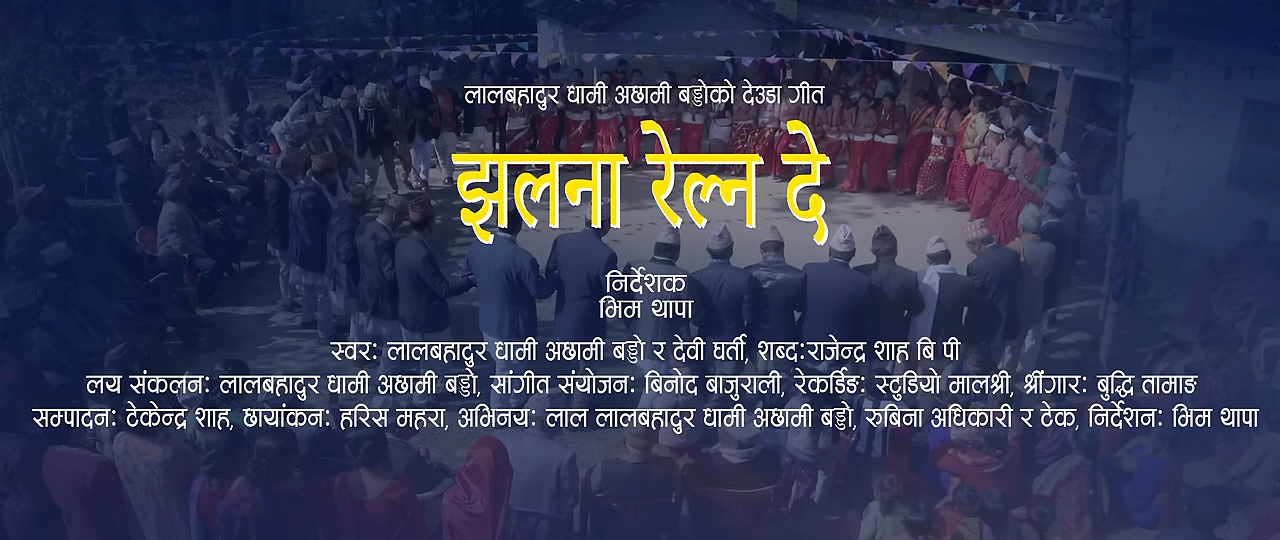 लालबहादुर धामी अछामी बड्डोको देउडा गीत
झलना रेल्न दे
निर्देशक
भिम थापा
स्वर: लालबहादुर धामी अछामी बड्डो र देवी घर्ती, शब्द:राजेन्द्र शाह बि पी
लय संकलन: लालबहादुर धामी अछामी बड्डो, सांगीत संयोजन: बिनोद बाजुराली, रेकर्डिङ: स्टुडियो मालश्री, श्रींगार: बुद्धि तामाङ
सम्पादन: टेकेन्द्र शाह, छायांकन: हरिस महरा, अभिनय: लाल लालबहादुर धामी अछामी बड्डो, रुबिना अधिकारी र टेक, निर्देशन: भिम थापा